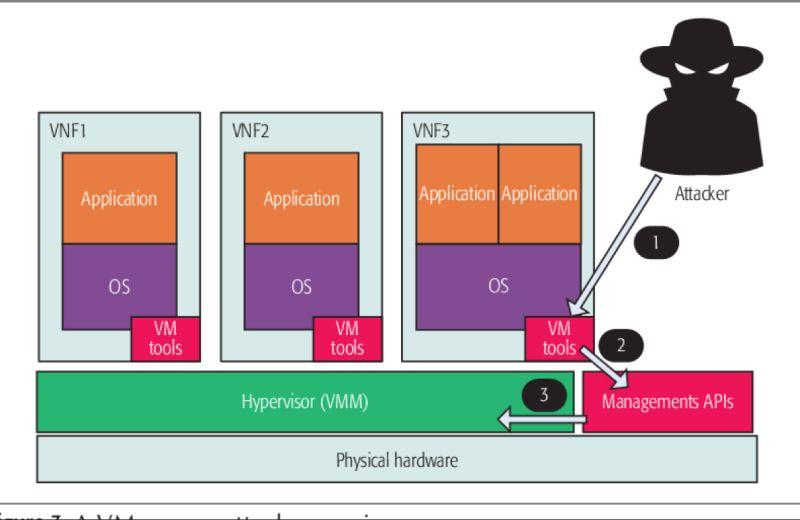 VNF1
VNF2
VNF3
Application
Application
Application
Application
OS
OS
OS
VM
tools
VM
tools
VM
tools
Attacker
1
2
3
Hypervisor (VMM)
Managements APIs
Physical hardware